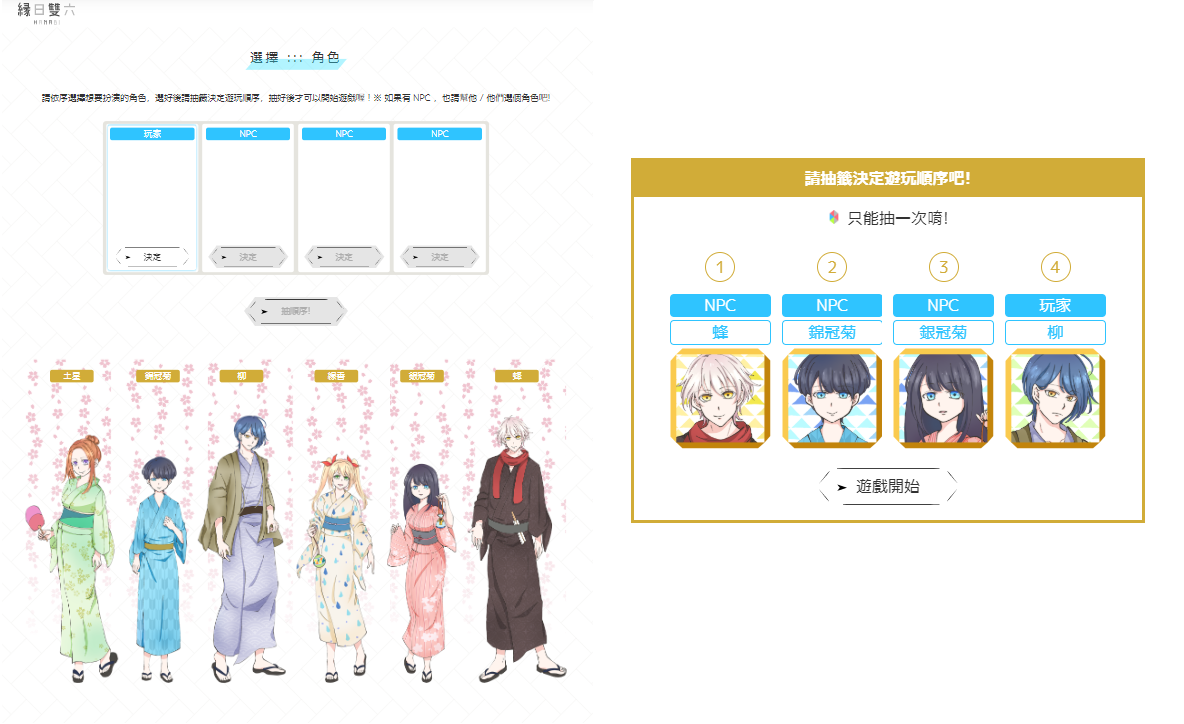 緣日雙六
HANABI
選擇 ::: 角色
請依序選擇想要扮演的角色，選好後請抽籤決定遊玩順序，抽好後才可以開始遊戲喔！※ 如果有 NPC ，也請幫他 / 他們選個角色吧!
玩家 NPC NPC NPC
決定 決定 決定 決定
抽順序!
土星 錦冠菊 柳 銀冠菊 蜂
請抽籤決定遊玩順序吧!
只能抽一次唷!
1 2 3 4
NPC NPC NPC 玩家
蜂 錦冠菊 銀冠菊 柳
遊戲開始